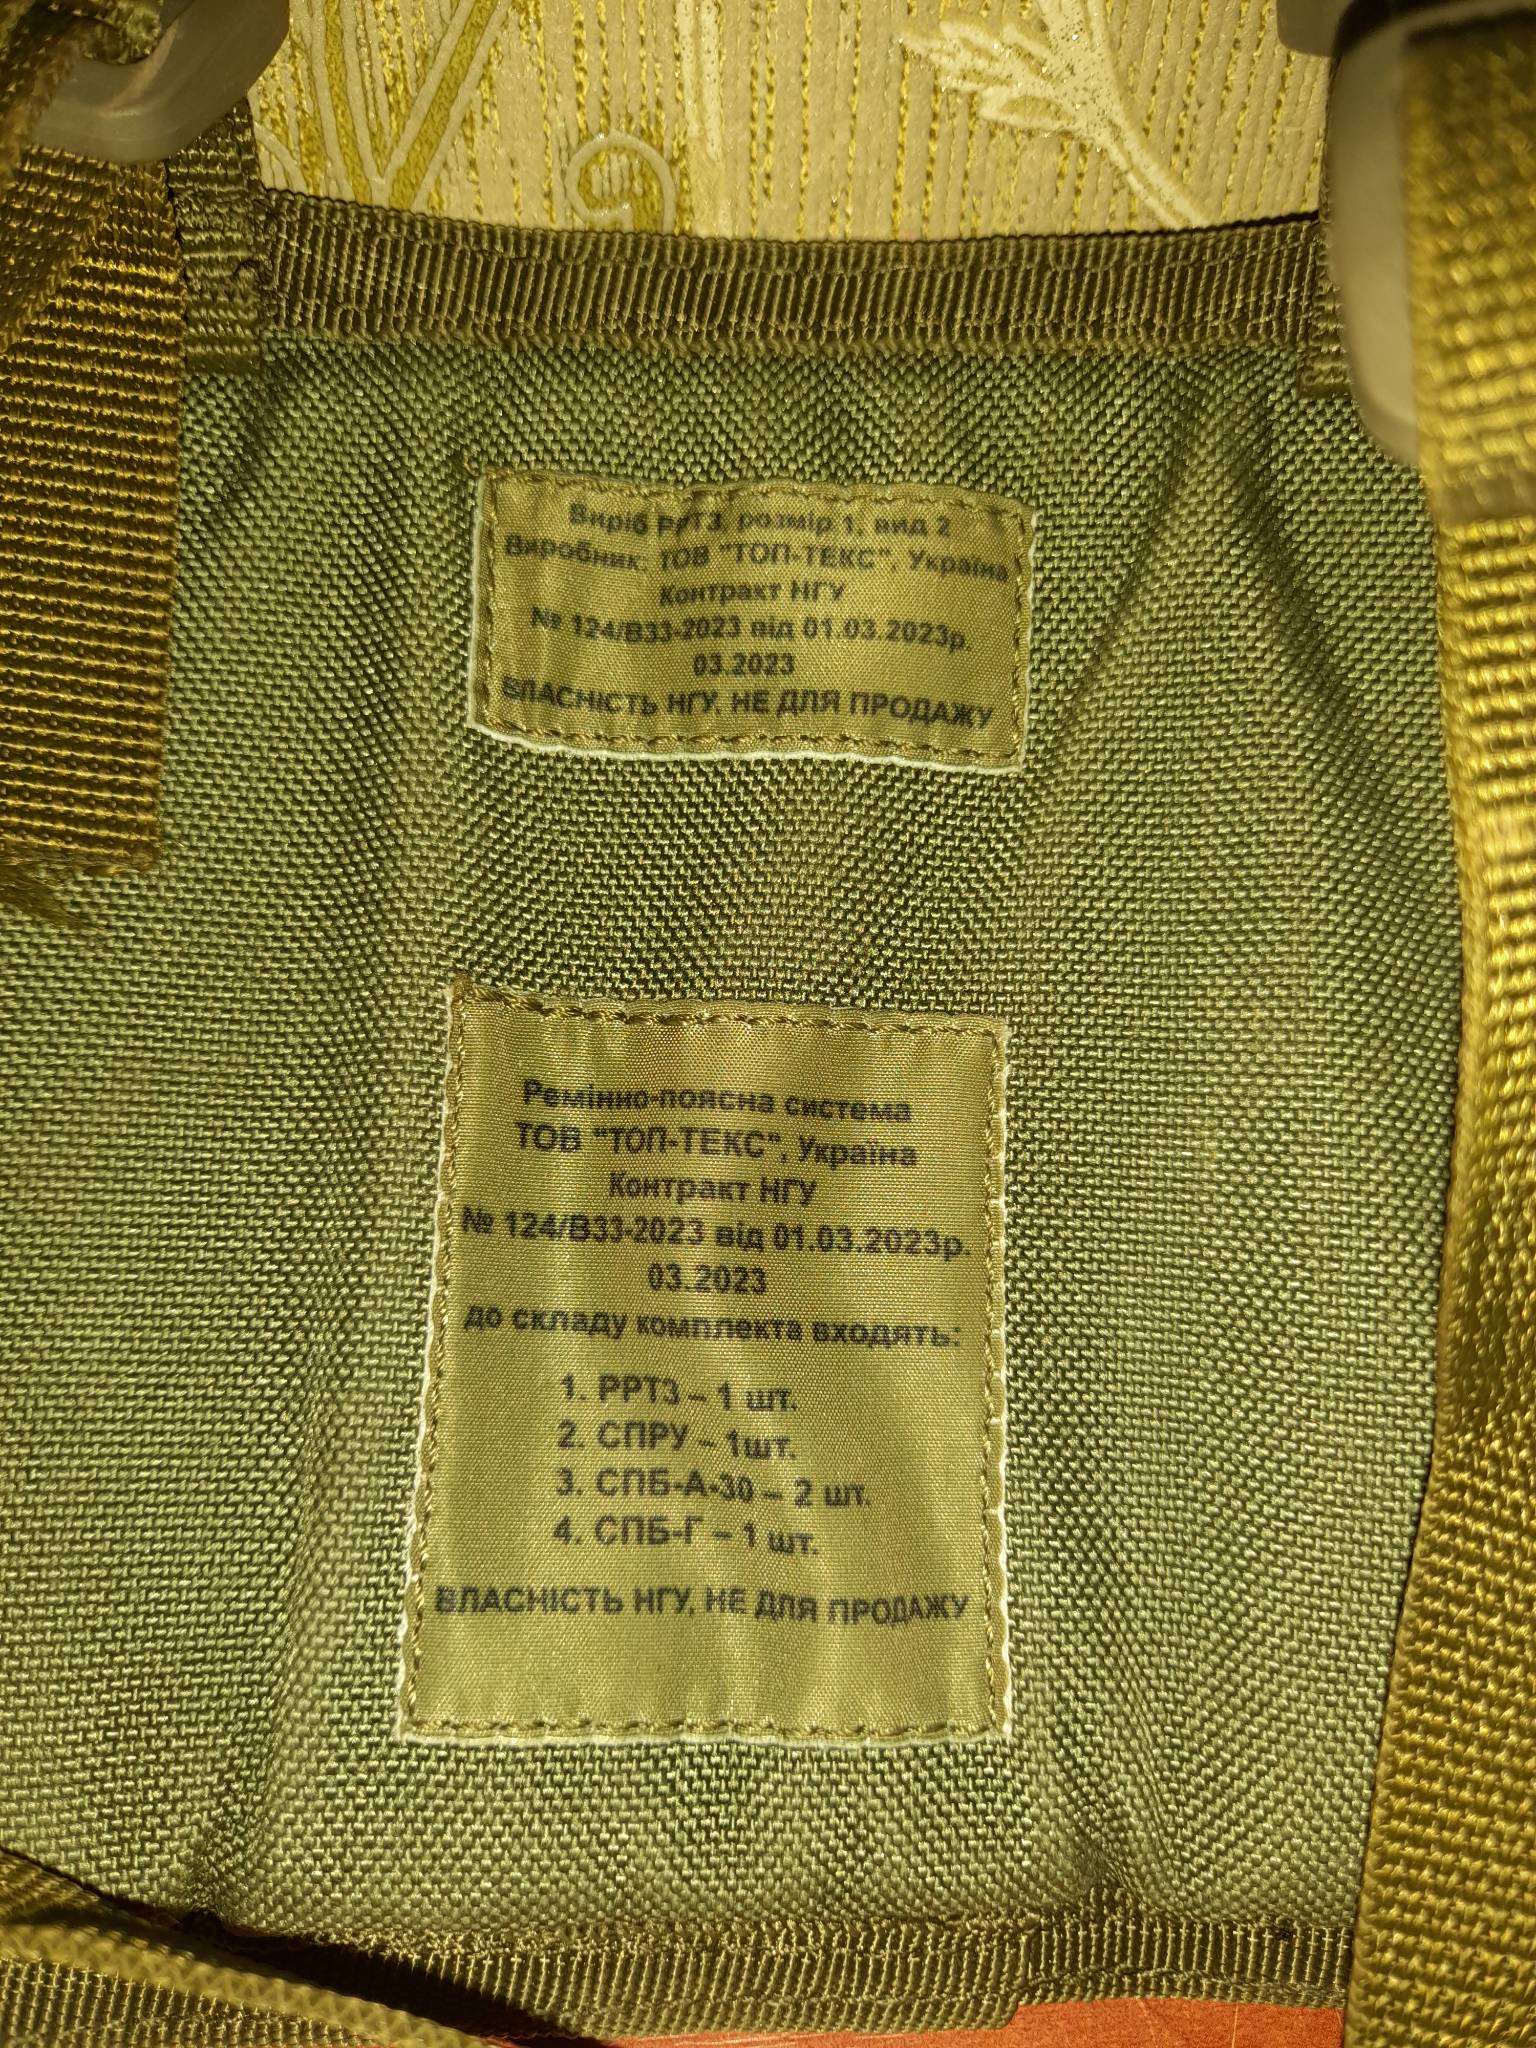 Виріб РРТЗ, розмір 1, вид 2
Виробник: ТОВ "ТОП-ТЕКС", Україна
Контракт НГУ
№ 124/В33-2023 від 01.03.2023р.
03.2023
ВЛАСНІСТЬ НГУ, НЕ ДЛЯ ПРОДАЖУ
Ремінно-поясна система
ТОВ "ТОП-ТЕКС", Україна
Контракт НГУ
№ 124/В33-2023 від 01.03.2023р.
03.2023
до складу комплекта входять:
1. РРТЗ – 1 шт.
2. СПРУ – 1шт.
3. СПБ-А-30 – 2 шт.
4. СПБ-Г – 1 шт.
ВЛАСНІСТЬ НГУ, НЕ ДЛЯ ПРОДАЖУ